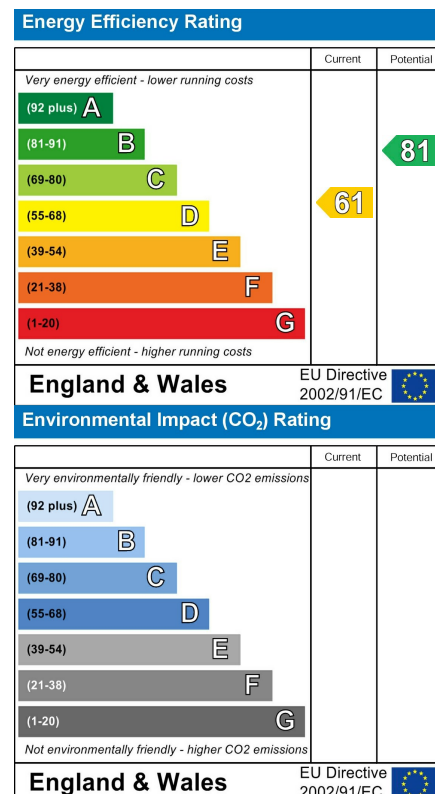 Energy Efficiency Rating
Current Potential
Very energy efficient - lower running costs
(92 plus) A
(81-91) B
81
(69-80) C
61
(55-68) D
(39-54) E
(21-38) F
(1-20) G
Not energy efficient - higher running costs
England & Wales
EU Directive
2002/91/EC
Environmental Impact (CO₂) Rating
Current Potential
Very environmentally friendly - lower CO2 emissions
(92 plus) A
(81-91) B
(69-80) C
(55-68) D
(39-54) E
(21-38) F
(1-20) G
Not environmentally friendly - higher CO2 emissions
England & Wales
EU Directive
2002/91/EC